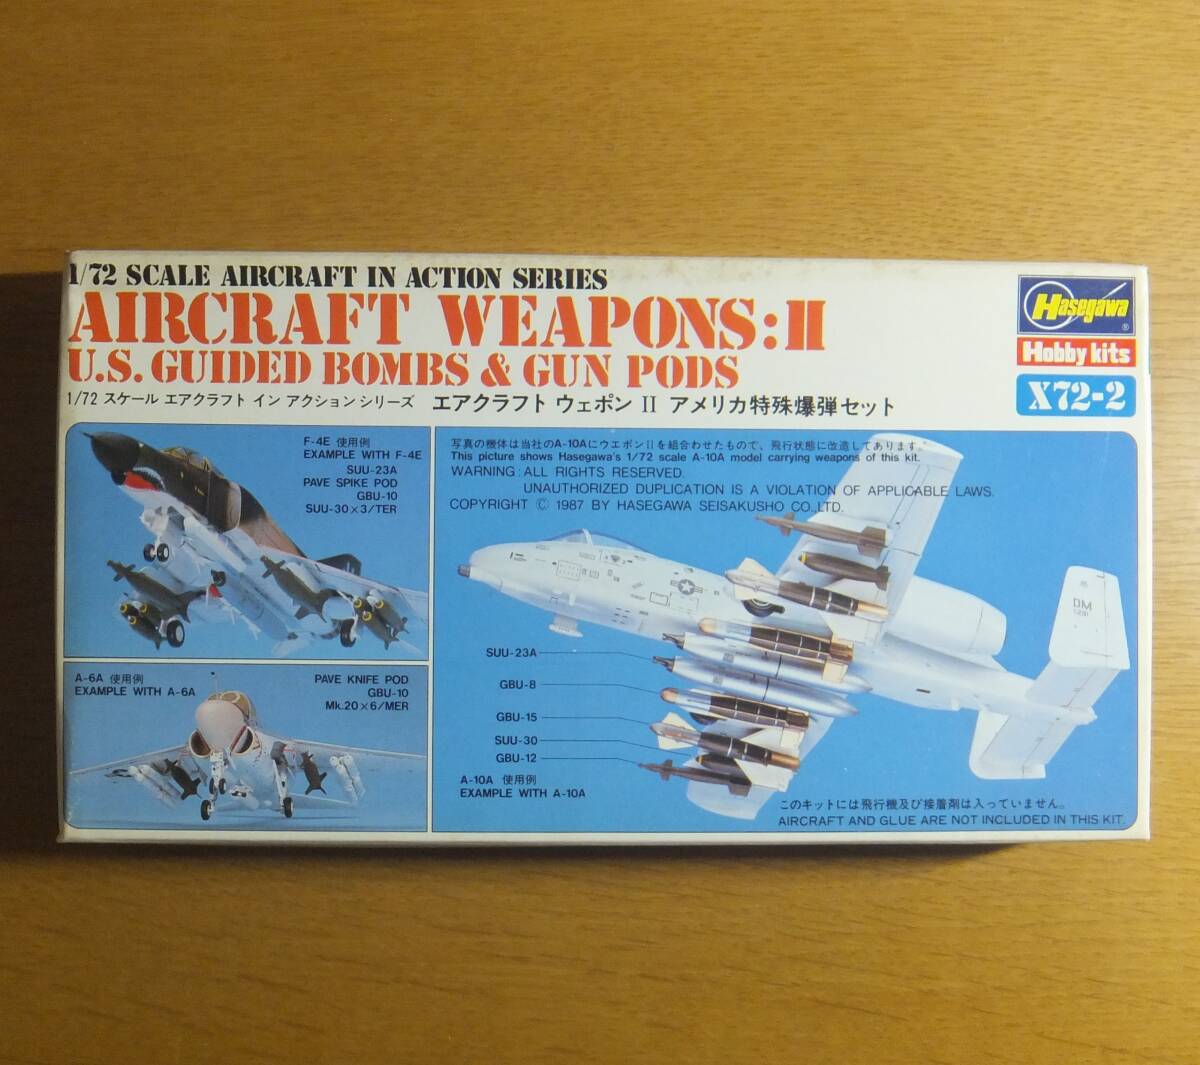 1/72 SCALE AIRCRAFT IN ACTION SERIES
AIRCRAFT WEAPONS:II
U.S. GUIDED BOMBS & GUN PODS
1/72 スケール エアクラフト イン アクションシリーズ エアクラフト ウェポン II アメリカ特殊爆弾セット
Hasegawa
®
Hobby kits
X72-2
F-4E 使用例
EXAMPLE WITH F-4E
SUU-23A
PAVE SPIKE POD
GBU-10
SUU-30×3/TER
A-6A 使用例
EXAMPLE WITH A-6A
PAVE KNIFE POD
GBU-10
Mk.20×6/MER
写真の機体は当社のA-10AにウエポンIIを組合わせたもので、飛行状態に改造してあります。
This picture shows Hasegawa's 1/72 scale A-10A model carrying weapons of this kit.
WARNING: ALL RIGHTS RESERVED.
UNAUTHORIZED DUPLICATION IS A VIOLATION OF APPLICABLE LAWS.
COPYRIGHT © 1987 BY HASEGAWA SEISAKUSHO CO.,LTD.
DM
SUU-23A
GBU-8
GBU-15
SUU-30
GBU-12
A-10A 使用例
EXAMPLE WITH A-10A
このキットには飛行機及び接着剤は入っていません。
AIRCRAFT AND GLUE ARE NOT INCLUDED IN THIS KIT.